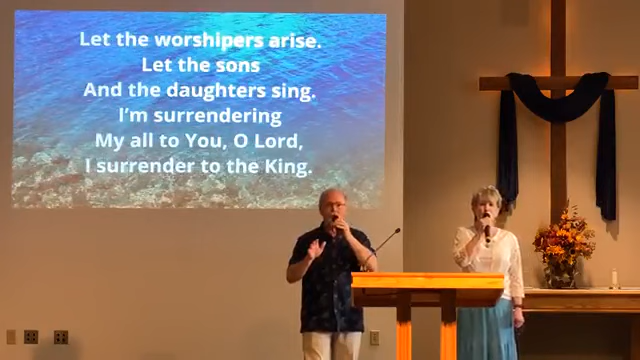 Let the worshipers arise.
Let the sons
And the daughters sing.
I'm surrendering
My all to You, O Lord,
I surrender to the King.